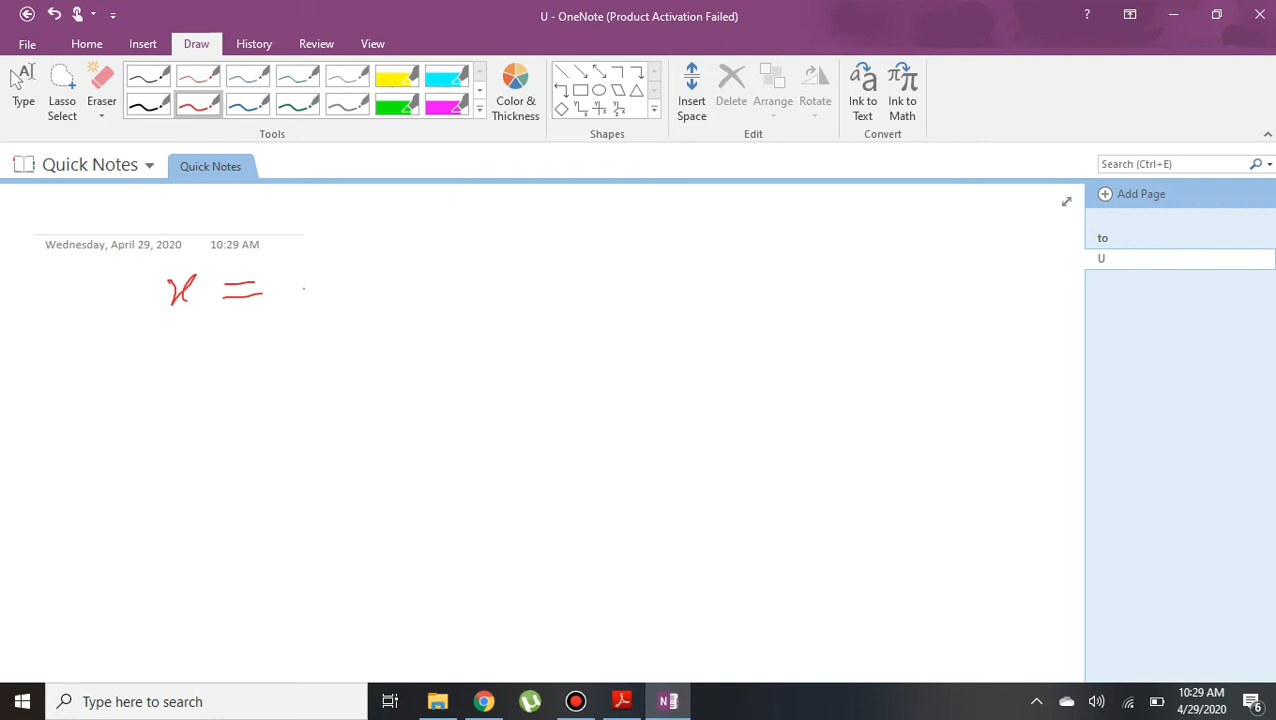 U - OneNote (Product Activation Failed)
?
File Home Insert Draw History Review View
Type
Lasso Select
Eraser
Color & Thickness
Insert Space
Delete
Arrange
Rotate
Ink to Text
Ink to Math
Tools
Shapes
Edit
Convert
Quick Notes
Quick Notes
Search (Ctrl+E)
Add Page
to
U
Wednesday, April 29, 2020 10:29 AM
x =
Type here to search
10:29 AM
4/29/2020
6